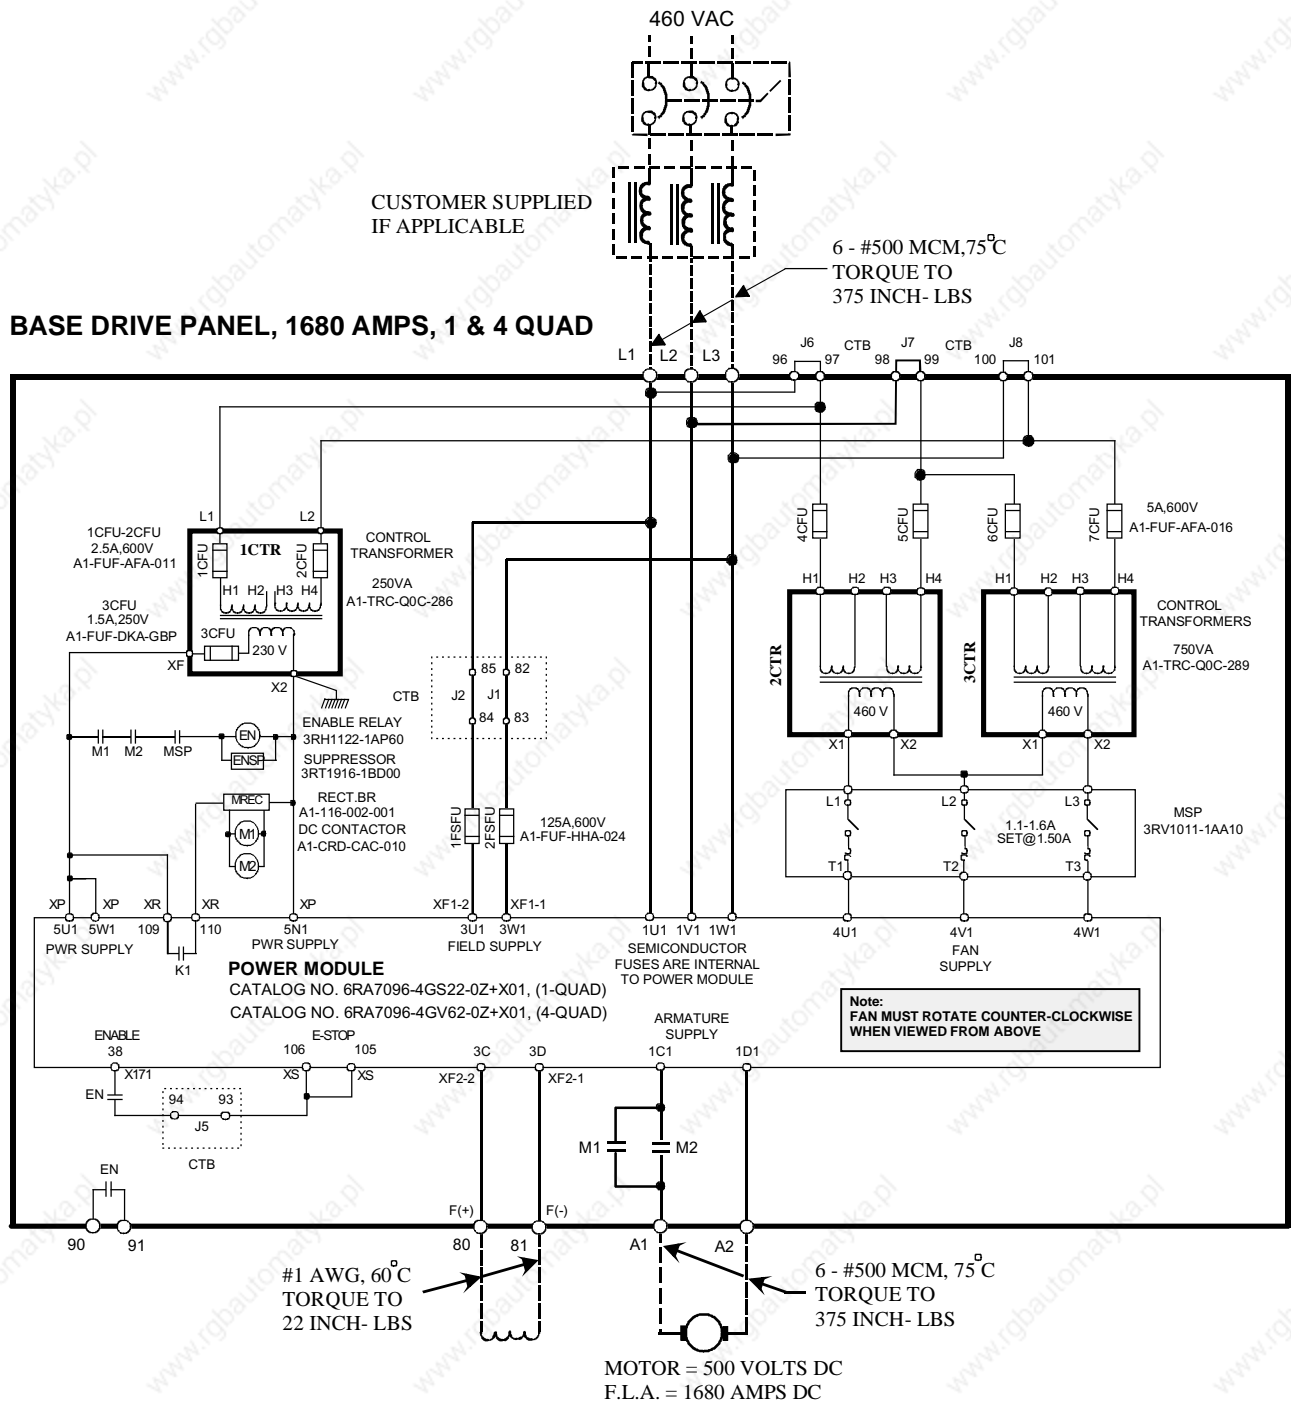 460 VAC
CUSTOMER SUPPLIED
IF APPLICABLE
6 - #500 MCM,75°C
TORQUE TO
375 INCH- LBS
BASE DRIVE PANEL, 1680 AMPS, 1 & 4 QUAD
L1 L2 L3
J6 CTB J7 CTB J8
96 97 98 99 100 101
L1 L2
1CFU-2CFU
2.5A,600V
A1-FUF-AFA-011
1CFU
1CTR
2CFU
CONTROL
TRANSFORMER
250VA
A1-TRC-Q0C-286
H1 H2 H3 H4
3CFU
1.5A,250V
A1-FUF-DKA-GBP
3CFU
230 V
XF
X2
4CFU
5CFU
6CFU
7CFU
5A,600V
A1-FUF-AFA-016
H1 H2 H3 H4
H1 H2 H3 H4
2CTR
3CTR
460 V
460 V
CONTROL
TRANSFORMERS
750VA
A1-TRC-Q0C-289
X1 X2
X1 X2
CTB
85 82
J2 J1
84 83
M1 M2 MSP
EN
ENSP
ENABLE RELAY
3RH1122-1AP60
SUPPRESSOR
3RT1916-1BD00
MREC
M1
M2
RECT.BR
A1-116-002-001
DC CONTACTOR
A1-CRD-CAC-010
1FSFU
2FSFU
125A,600V
A1-FUF-HHA-024
L1 L2 L3
1.1-1.6A
SET@1.50A
T1 T2 T3
MSP
3RV1011-1AA10
XP XP XR XR XP XF1-2 XF1-1
5U1 5W1 109 110 5N1 3U1 3W1 1U1 1V1 1W1 4U1 4V1 4W1
PWR SUPPLY
K1
PWR SUPPLY
FIELD SUPPLY
SEMICONDUCTOR
FUSES ARE INTERNAL
TO POWER MODULE
FAN
SUPPLY
POWER MODULE
CATALOG NO. 6RA7096-4GS22-0Z+X01, (1-QUAD)
CATALOG NO. 6RA7096-4GV62-0Z+X01, (4-QUAD)
Note:
FAN MUST ROTATE COUNTER-CLOCKWISE
WHEN VIEWED FROM ABOVE
ARMATURE
SUPPLY
ENABLE
38
E-STOP
106 105
3C 3D 1C1 1D1
X171 XS XS XF2-2 XF2-1
EN
94 93
J5
CTB
M1 M2
EN
90 91
F(+) F(-)
80 81 A1 A2
#1 AWG, 60°C
TORQUE TO
22 INCH- LBS
6 - #500 MCM, 75°C
TORQUE TO
375 INCH- LBS
MOTOR = 500 VOLTS DC
F.L.A. = 1680 AMPS DC
www.rgbautomatyka.pl